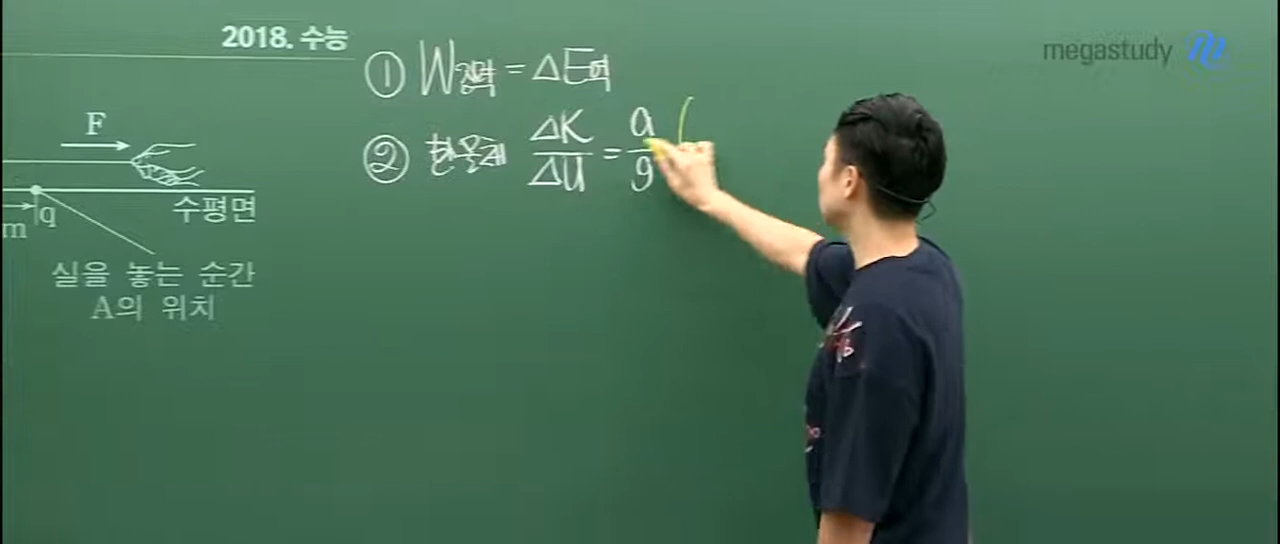 2018. 수능
megastudy
① W장력 = ΔE역
② 한물체 ΔK/ΔU = a/g (
F
수평면
m
q
실을 놓는 순간
A의 위치